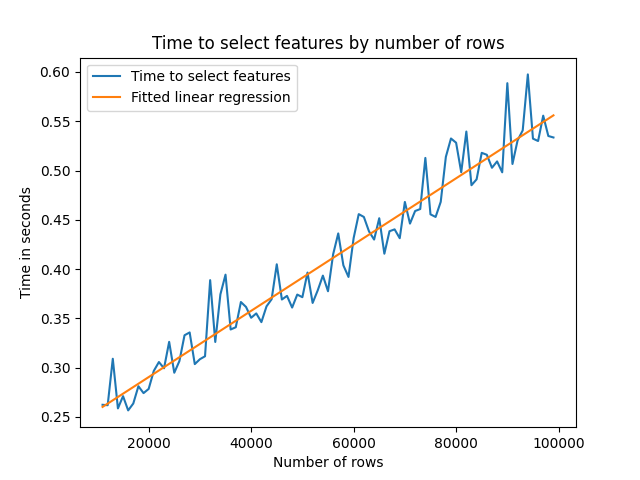 Time to select features by number of rows
Time to select features
Fitted linear regression
0.60
0.55
0.50
0.45
0.40
0.35
0.30
0.25
Time in seconds
20000 40000 60000 80000 100000
Number of rows